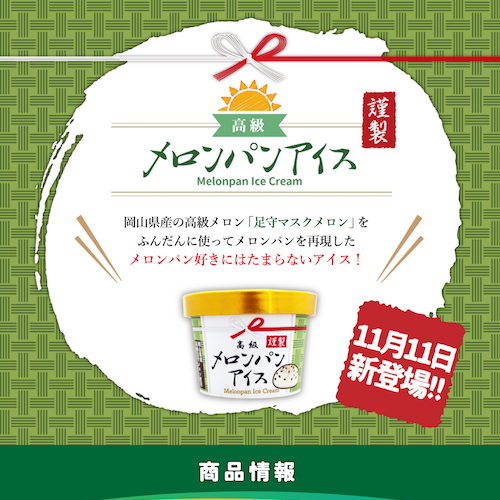 高級
謹製
メロンパンアイス
Melonpan Ice Cream
岡山県産の高級メロン「足守マスクメロン」を
ふんだんに使ってメロンパンを再現した
メロンパン好きにはたまらないアイス！
高級
謹製
メロンパン
アイス
Melonpan Ice Cream
11月11日
新登場!!
商品情報